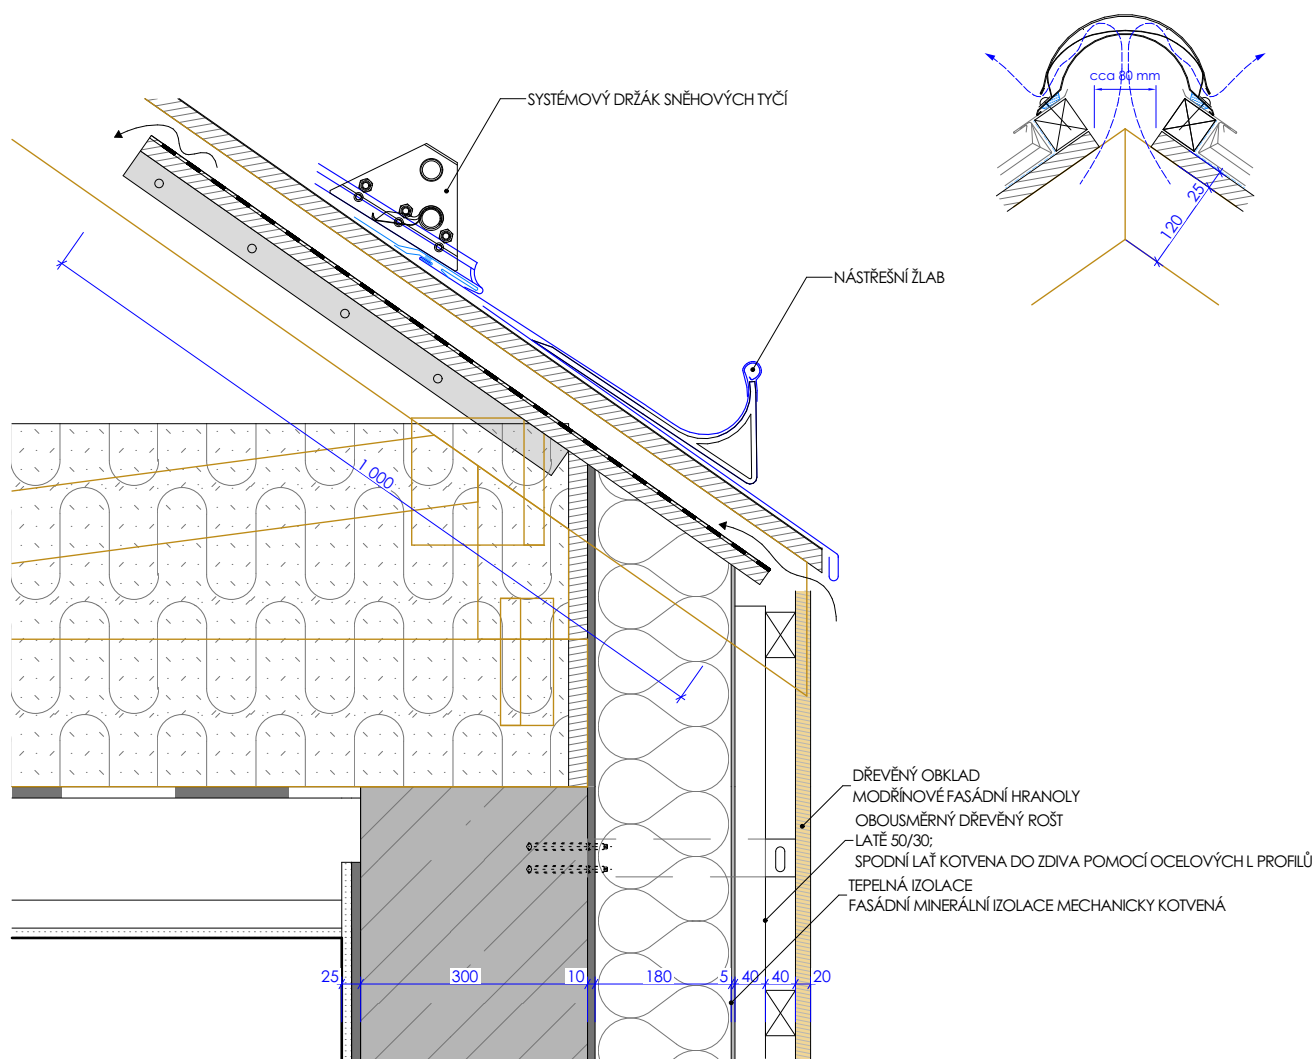 SYSTÉMOVÝ DRŽÁK SNĚHOVÝCH TYČÍ
cca 80 mm
25
120
NÁSTŘEŠNÍ ŽLAB
1 000
DŘEVĚNÝ OBKLAD
MODŘÍNOVÉ FASÁDNÍ HRANOLY
OBOUSMĚRNÝ DŘEVĚNÝ ROŠT
LATĚ 50/30;
SPODNÍ LAŤ KOTVENA DO ZDIVA POMOCÍ OCELOVÝCH L PROFILŮ
TEPELNÁ IZOLACE
FASÁDNÍ MINERÁLNÍ IZOLACE MECHANICKY KOTVENÁ
25 300 10 180 5 40 40 20